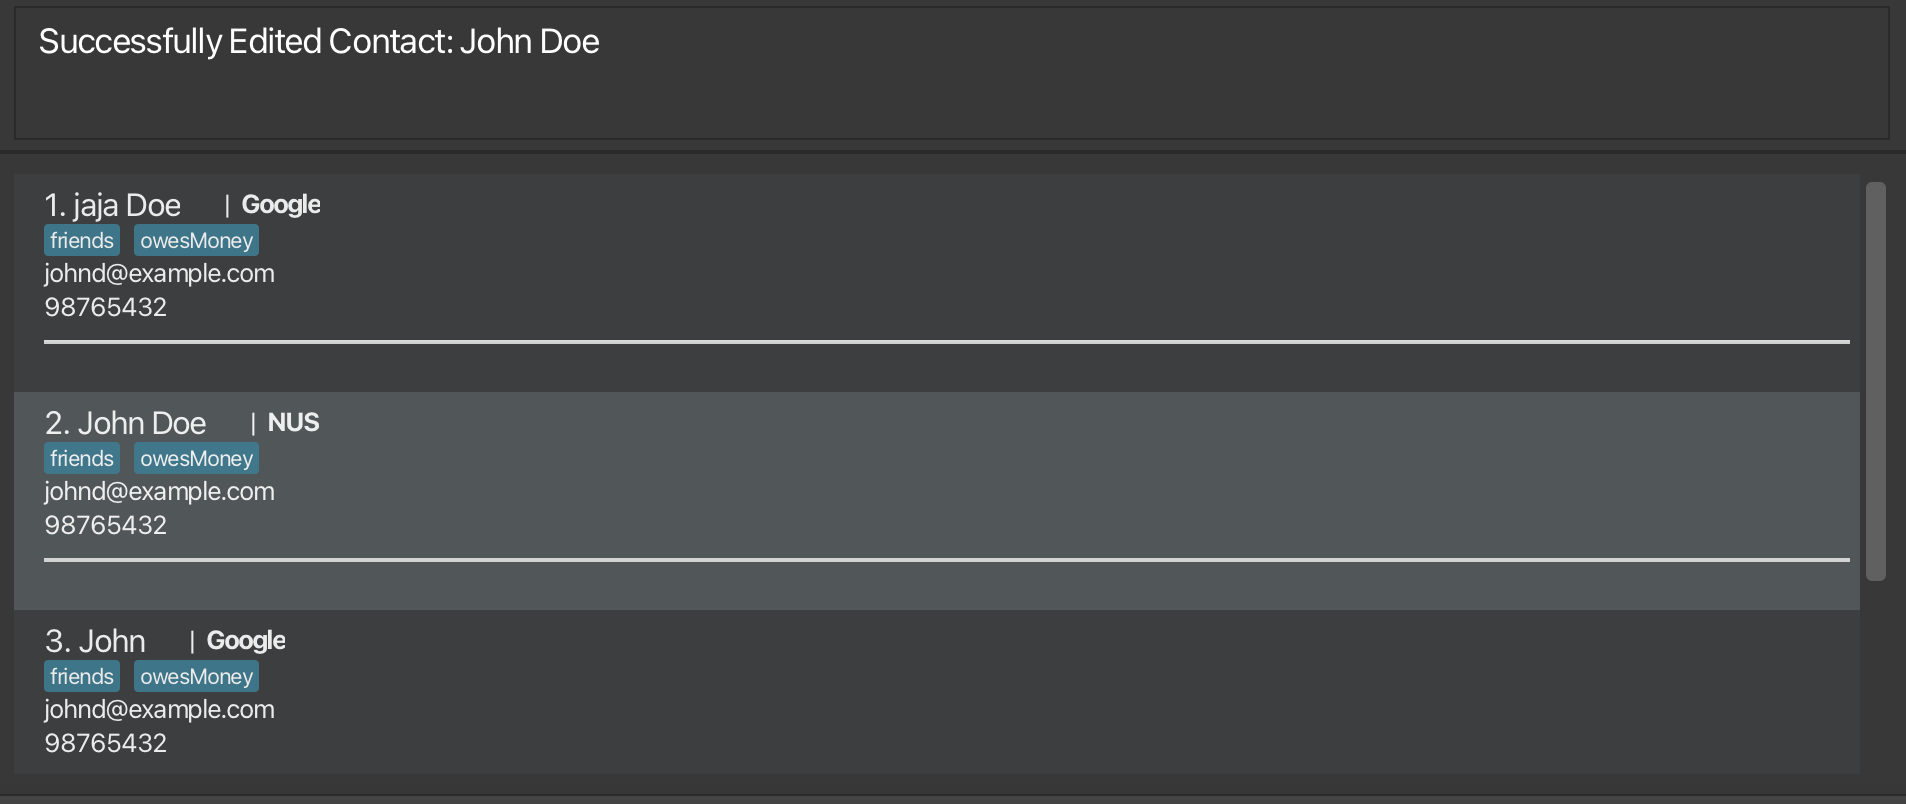 Successfully Edited Contact: John Doe
1. jaja Doe | Google
friends owesMoney
johnd@example.com
98765432
2. John Doe | NUS
friends owesMoney
johnd@example.com
98765432
3. John | Google
friends owesMoney
johnd@example.com
98765432